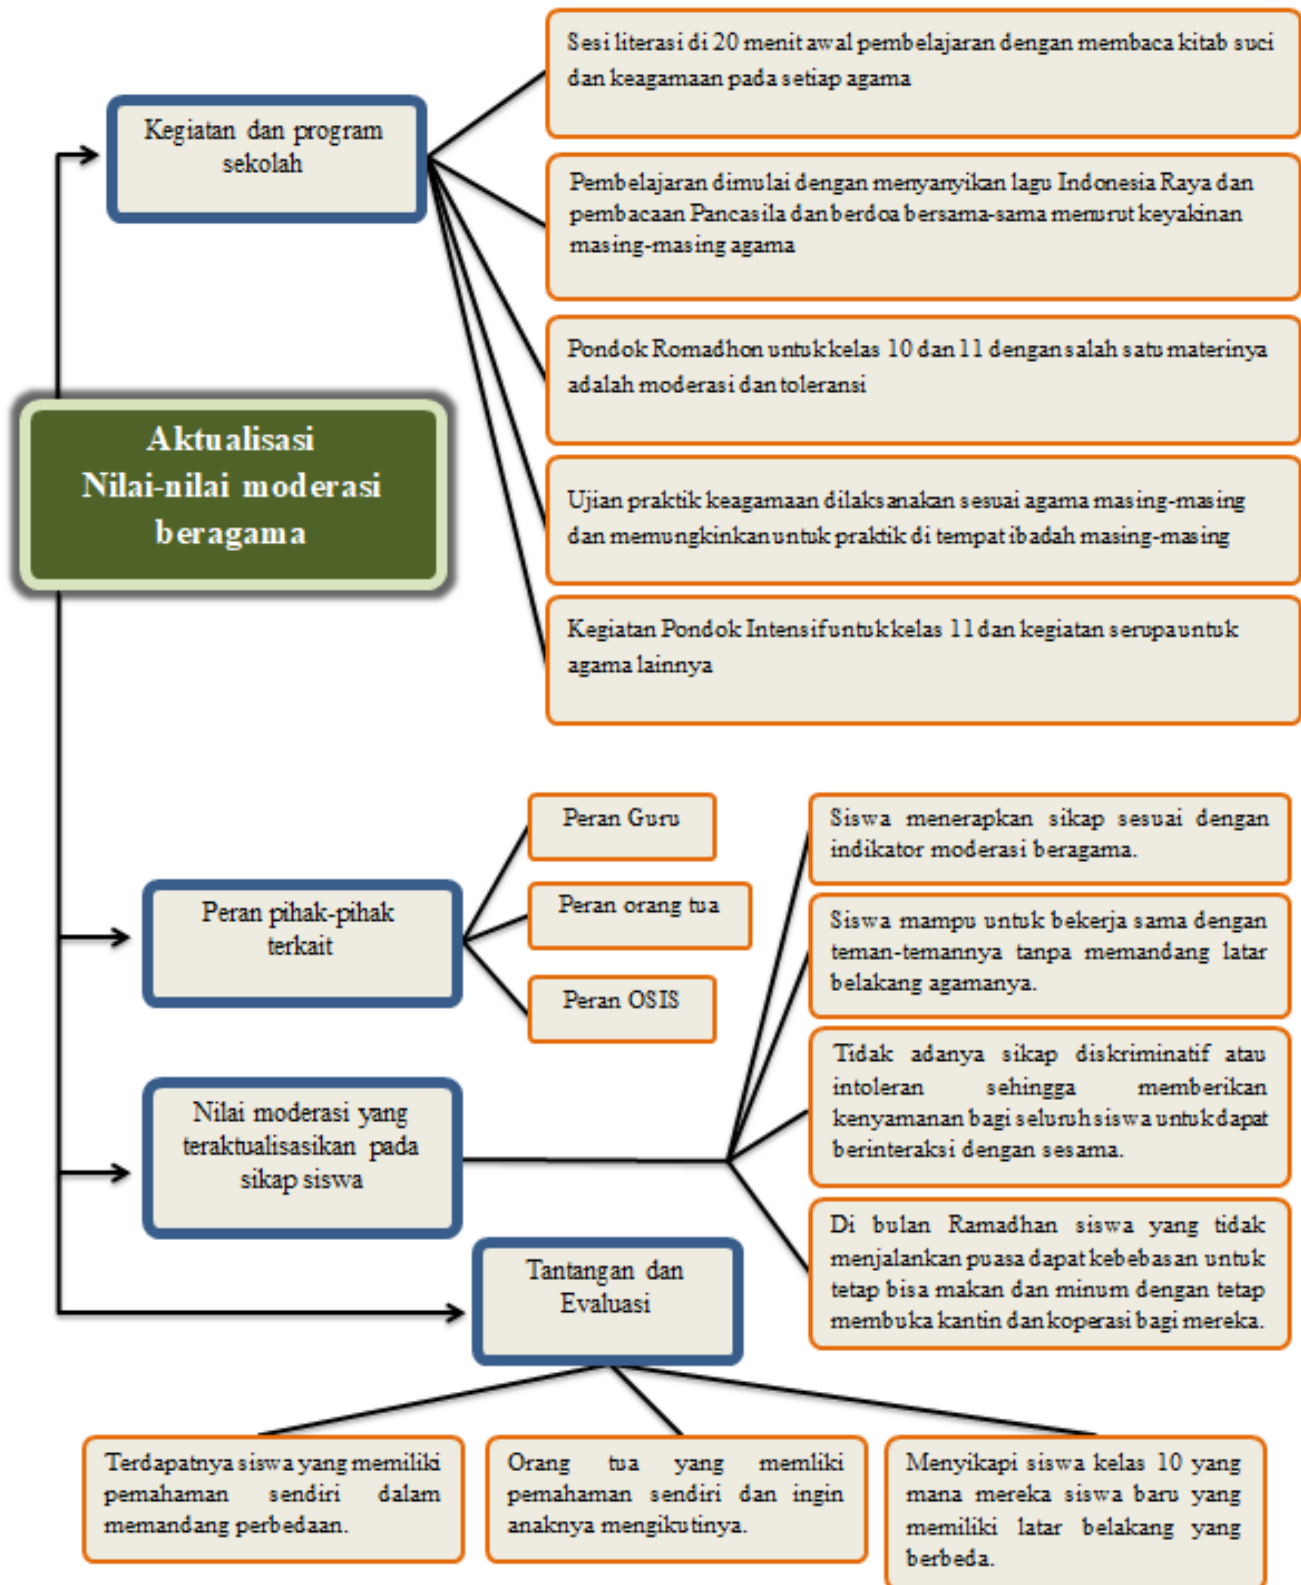 Sesi literasi di 20 menit awal pembelajaran dengan membaca kitab suci
dan keagamaan pada setiap agama
Kegiatan dan program
sekolah
Pembelajaran dimulai dengan menyanyikan lagu Indonesia Raya dan
pembacaan Pancasila dan berdoa bersama-sama menurut keyakinan
masing-masing agama
Pondok Romadhon untuk kelas 10 dan 11 dengan salah satu materinya
adalah moderasi dan toleransi
Aktualisasi
Nilai-nilai moderasi
beragama
Ujian praktik keagamaan dilaksanakan sesuai agama masing-masing
dan memungkinkan untuk praktik di tempat ibadah masing-masing
Kegiatan Pondok Intensif untuk kelas 11 dan kegiatan serupa untuk
agama lainnya
Peran pihak-pihak
terkait
Peran Guru
Peran orang tua
Peran OSIS
Nilai moderasi yang
teraktualisasikan pada
sikap siswa
Siswa menerapkan sikap sesuai dengan
indikator moderasi beragama.
Siswa mampu untuk bekerja sama dengan
teman-temannya tanpa memandang latar
belakang agamanya.
Tidak adanya sikap diskriminatif atau
intoleran sehingga memberikan
kenyamanan bagi seluruh siswa untuk dapat
berinteraksi dengan sesama.
Di bulan Ramadhan siswa yang tidak
menjalankan puasa dapat kebebasan untuk
tetap bisa makan dan minum dengan tetap
membuka kantin dan koperasi bagi mereka.
Tantangan dan
Evaluasi
Terdapatnya siswa yang memiliki
pemahaman sendiri dalam
memandang perbedaan.
Orang tua yang memliki
pemahaman sendiri dan ingin
anaknya mengikutinya.
Menyikapi siswa kelas 10 yang
mana mereka siswa baru yang
memiliki latar belakang yang
berbeda.